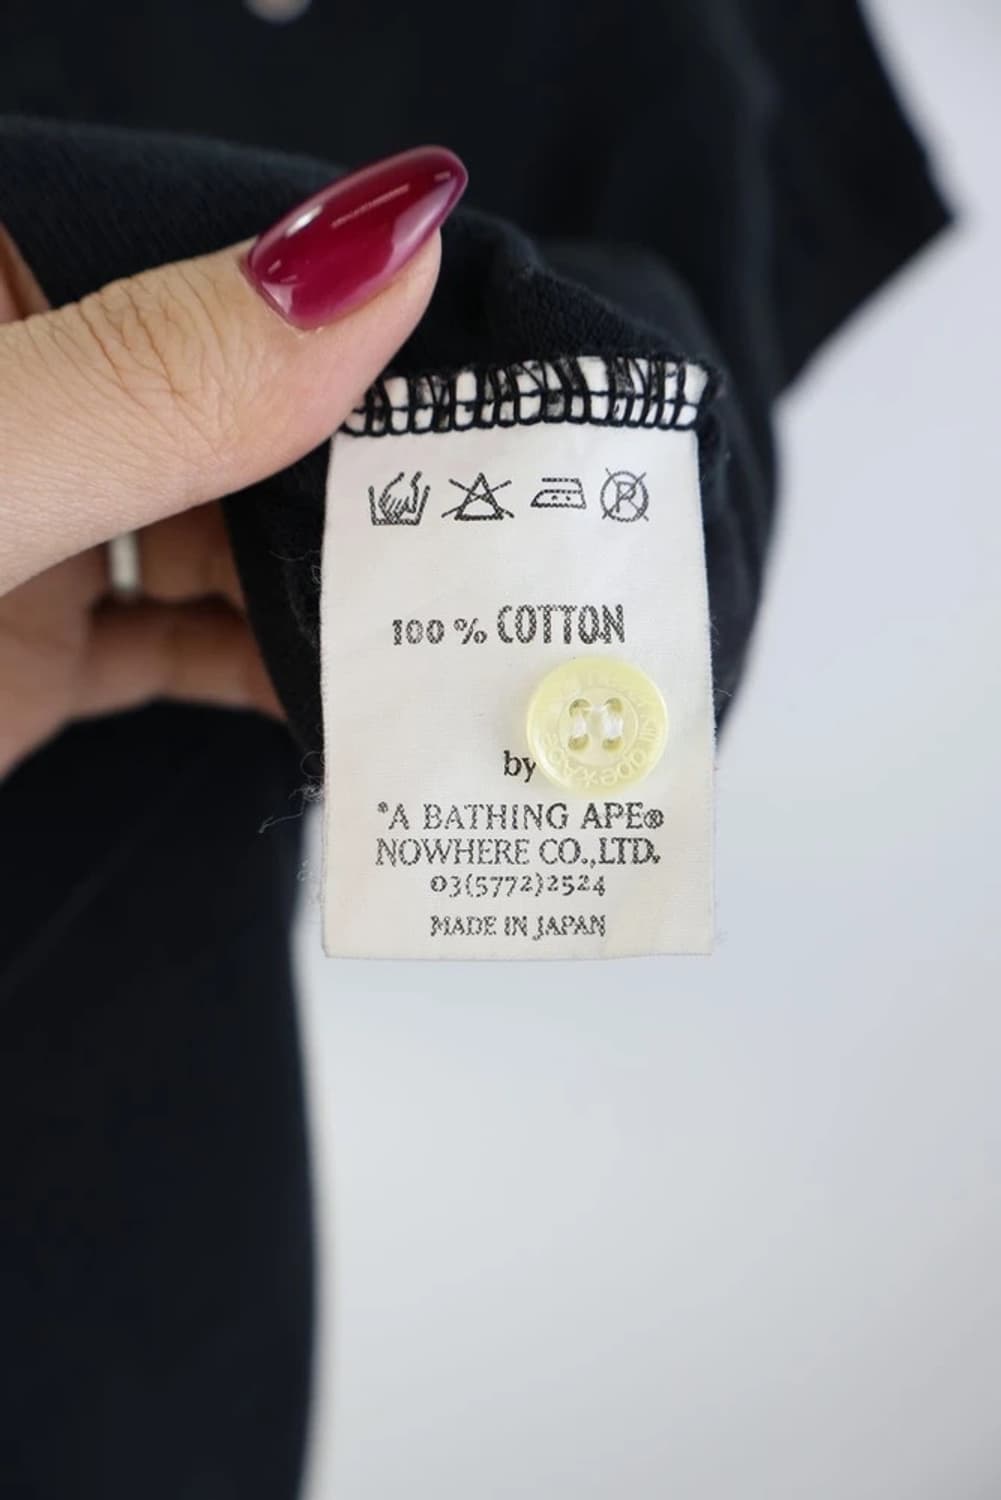 P
100 % COTTON
by
*A BATHING APE®
NOWHERE CO.,LTD.
03(5772)2524
MADE IN JAPAN